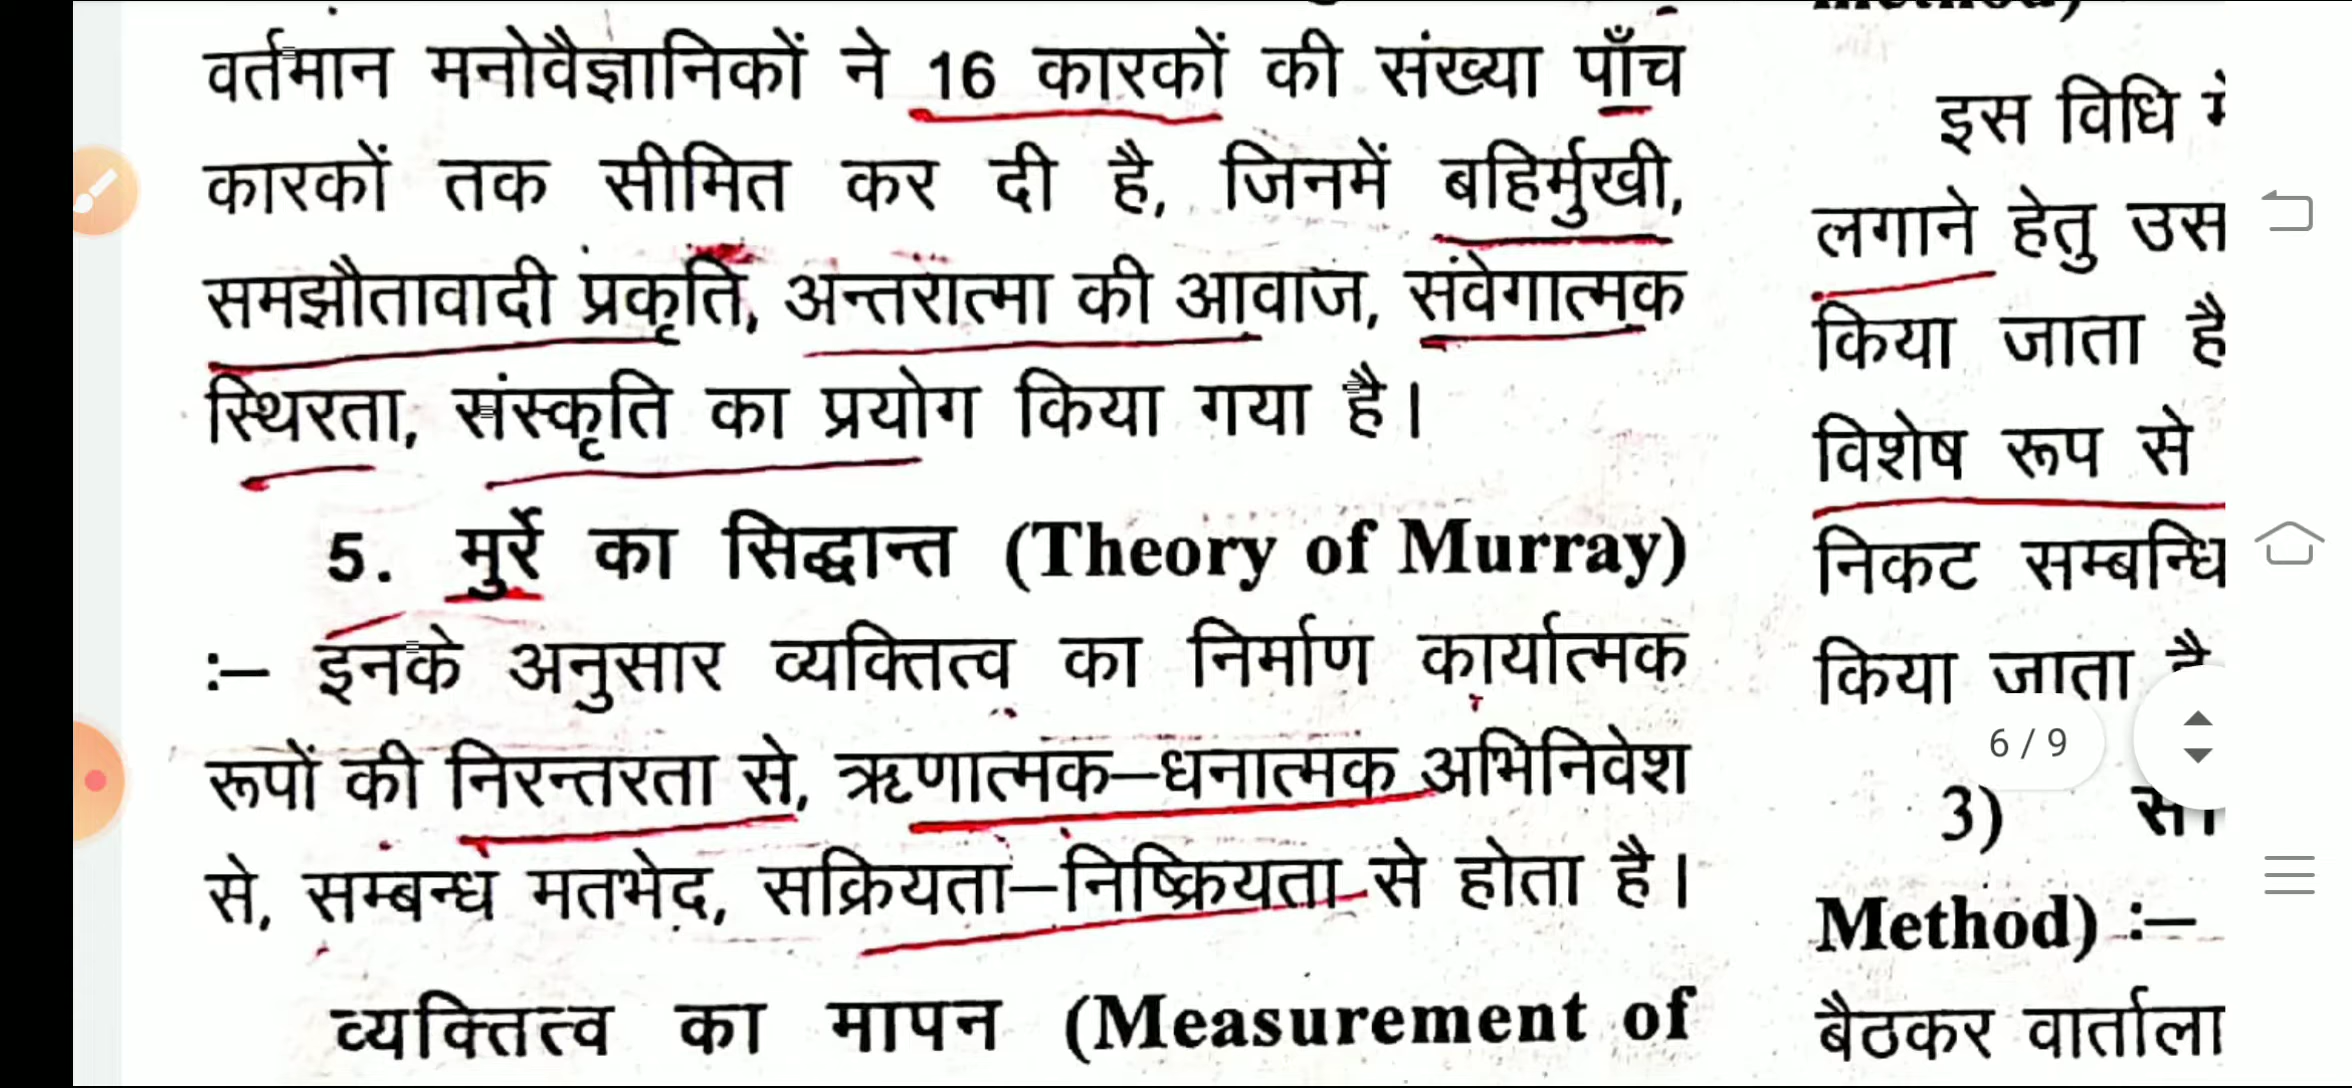 वर्तमान मनोवैज्ञानिकों ने 16 कारकों की संख्या पाँच
कारकों तक सीमित कर दी है, जिनमें बहिर्मुखी,
समझौतावादी प्रकृति, अन्तरात्मा की आवाज, संवेगात्मक
स्थिरता, संस्कृति का प्रयोग किया गया है।
5. मुर्रे का सिद्धान्त (Theory of Murray)
:– इनके अनुसार व्यक्तित्व का निर्माण कार्यात्मक
रूपों की निरन्तरता से, ऋणात्मक–धनात्मक अभिनिवेश
से, सम्बन्ध मतभेद, सक्रियता–निष्क्रियता से होता है।
व्यक्तित्व का मापन (Measurement of
इस विधि
लगाने हेतु उस
किया जाता है
विशेष रूप से
निकट
किया जाता
6 / 9
3)
Method) :–
बैठकर